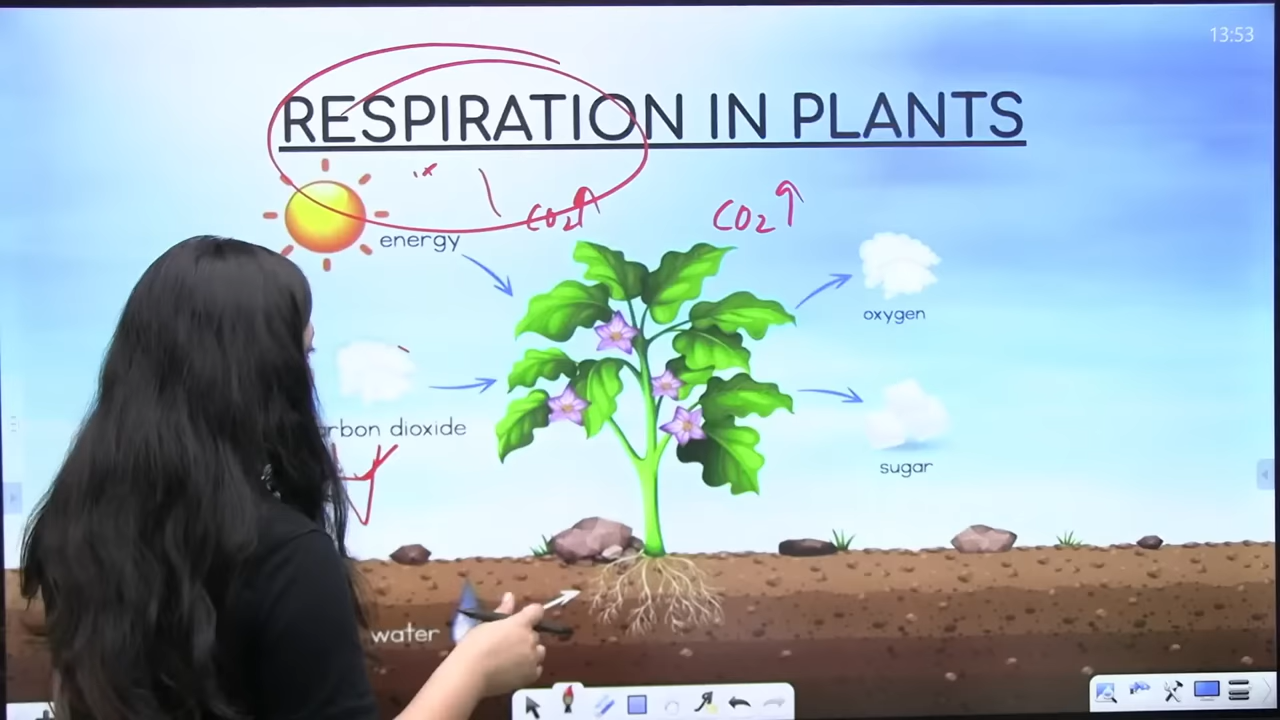 13:53
RESPIRATION IN PLANTS
CO2↑ CO2↑
energy
oxygen
rbon dioxide
sugar
water